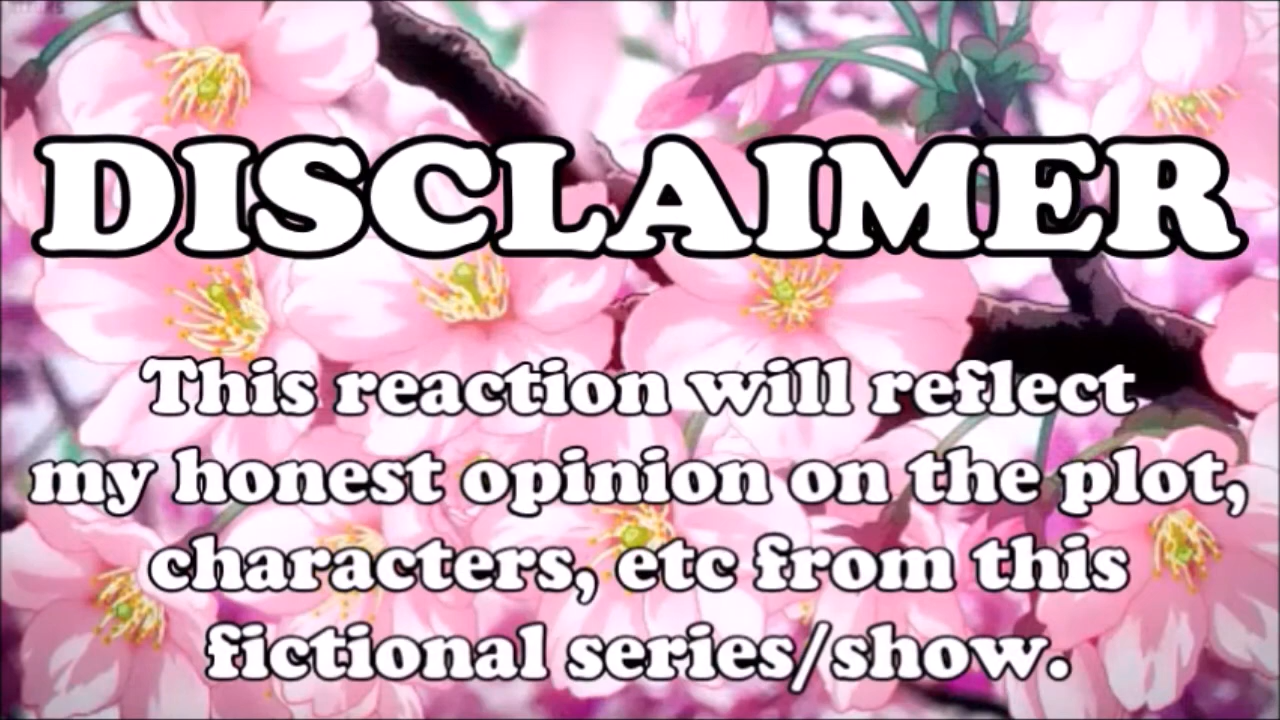 DISCLAIMER
This reaction will reflect
my honest opinion on the plot,
characters, etc from this
fictional series/show.